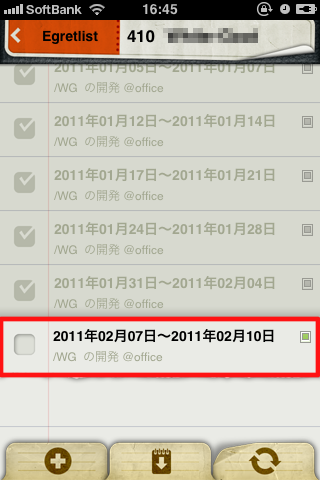 SoftBank 16:45
Egretlist 410
2011年01月05日〜2011年01月07日
/WG の開発 @office
2011年01月12日〜2011年01月14日
/WG の開発 @office
2011年01月17日〜2011年01月21日
/WG の開発 @office
2011年01月24日〜2011年01月28日
/WG の開発 @office
2011年01月31日〜2011年02月04日
/WG の開発 @office
2011年02月07日〜2011年02月10日
/WG の開発 @office